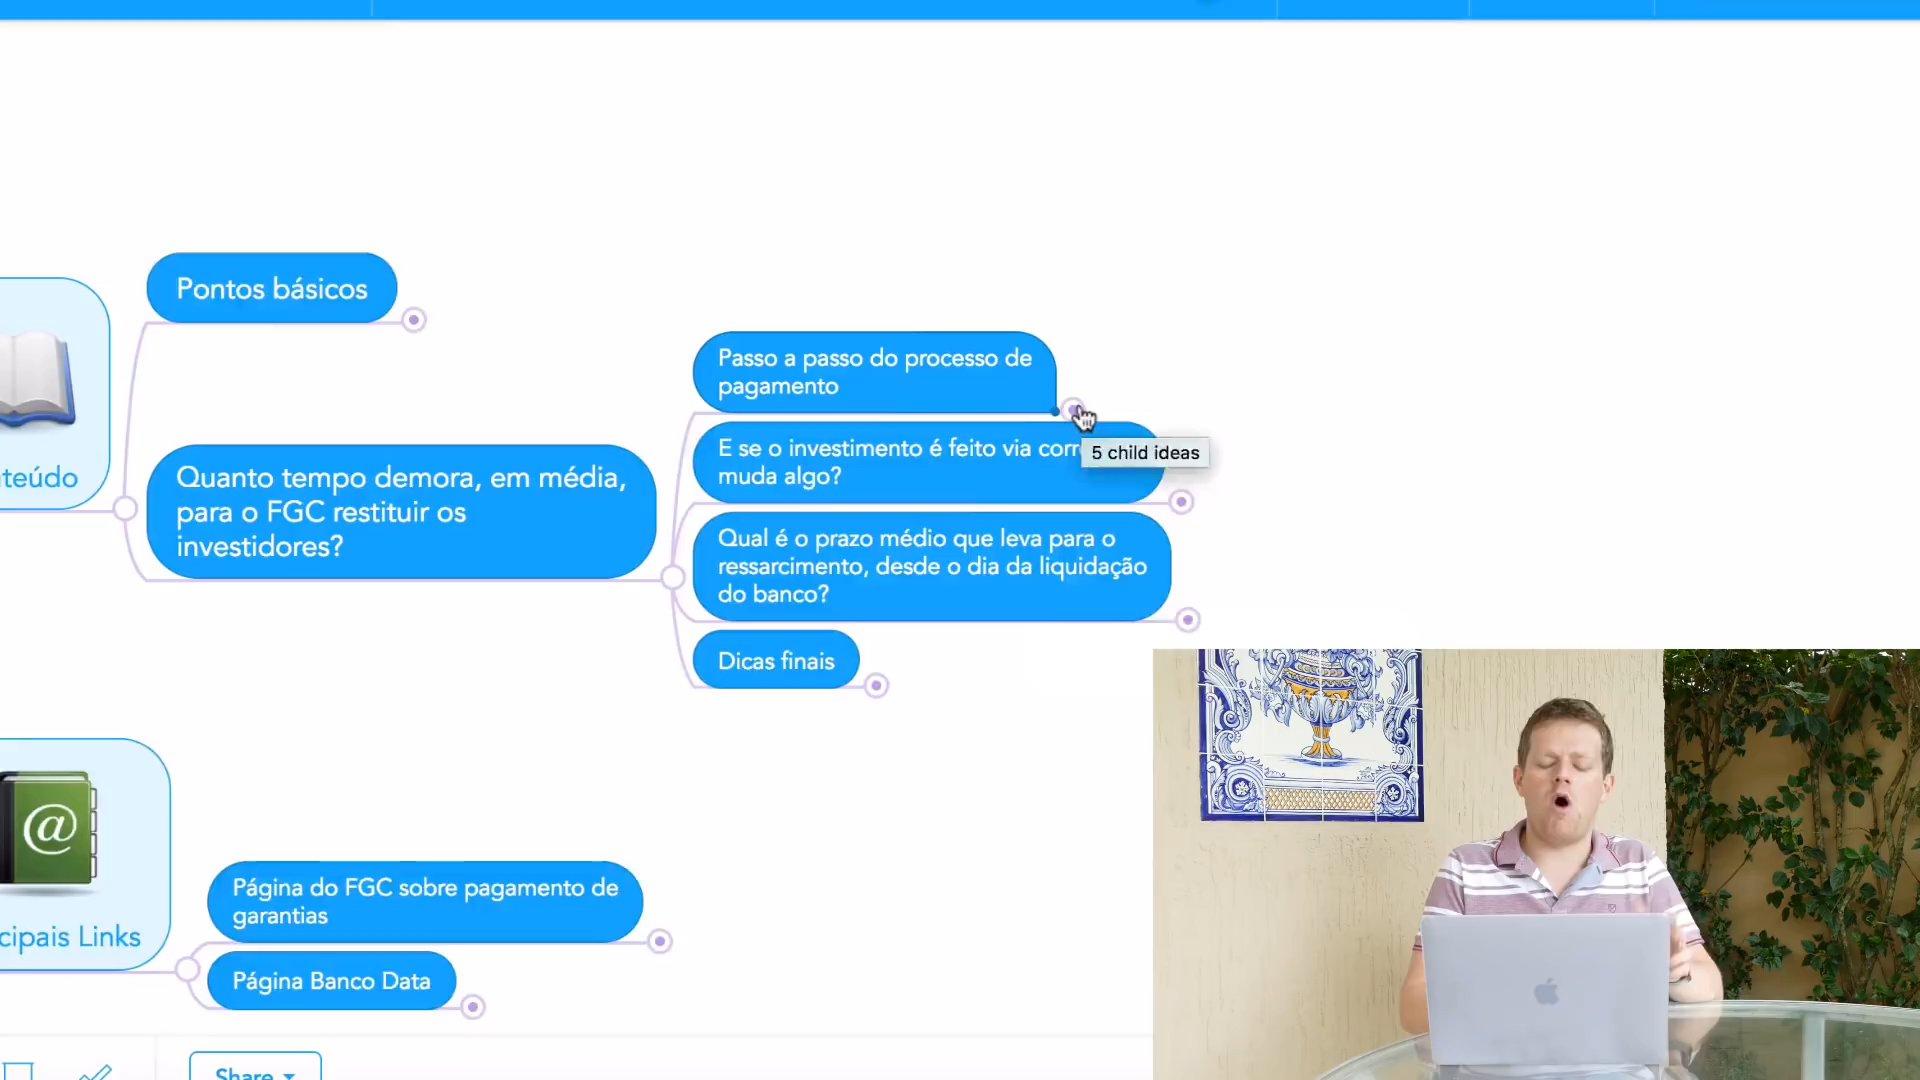 Pontos básicos
Passo a passo do processo de
pagamento
E se o investimento é feito via
muda algo?
5 child ideas
teúdo
Quanto tempo demora, em média,
para o FGC restituir os
investidores?
Qual é o prazo médio que leva para o
ressarcimento, desde o dia da liquidação
do banco?
Dicas finais
@
cipais Links
Página do FGC sobre pagamento de
garantias
Página Banco Data
Share